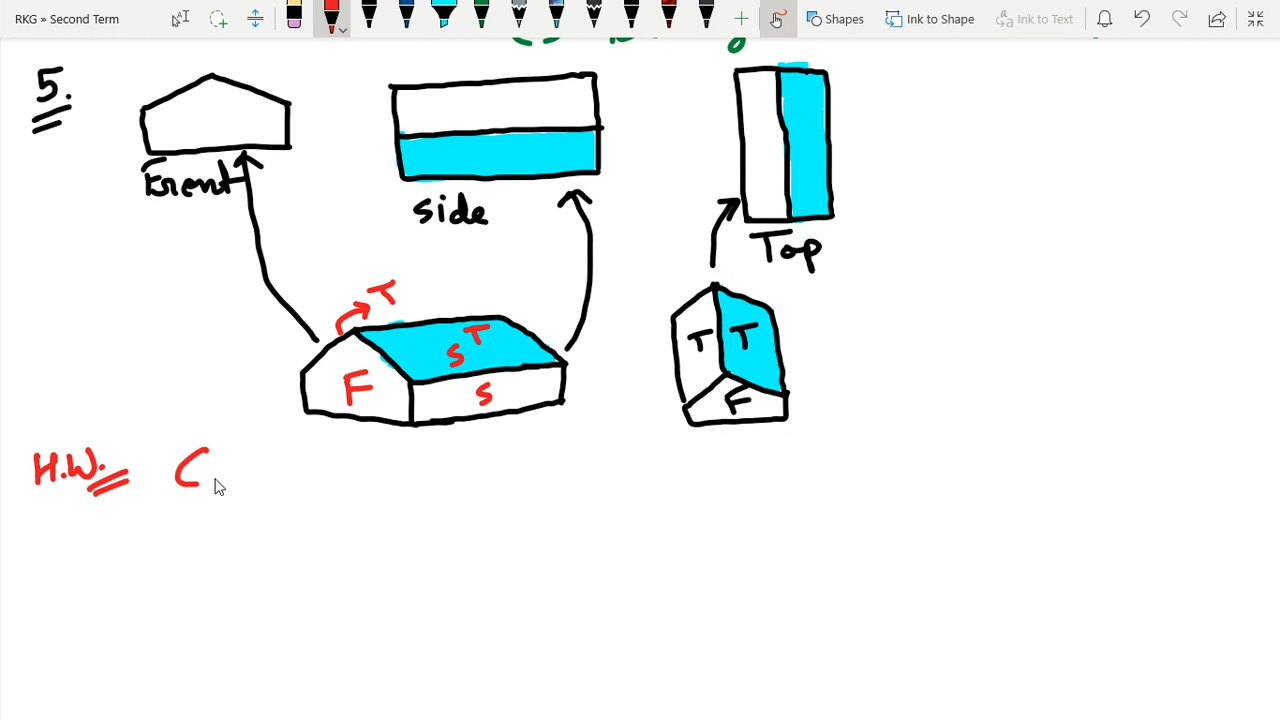 RKG » Second Term
Shapes
Ink to Shape
Ink to Text
5.
Front
side
Top
T
T
S
F
S
T
T
F
H.W. C